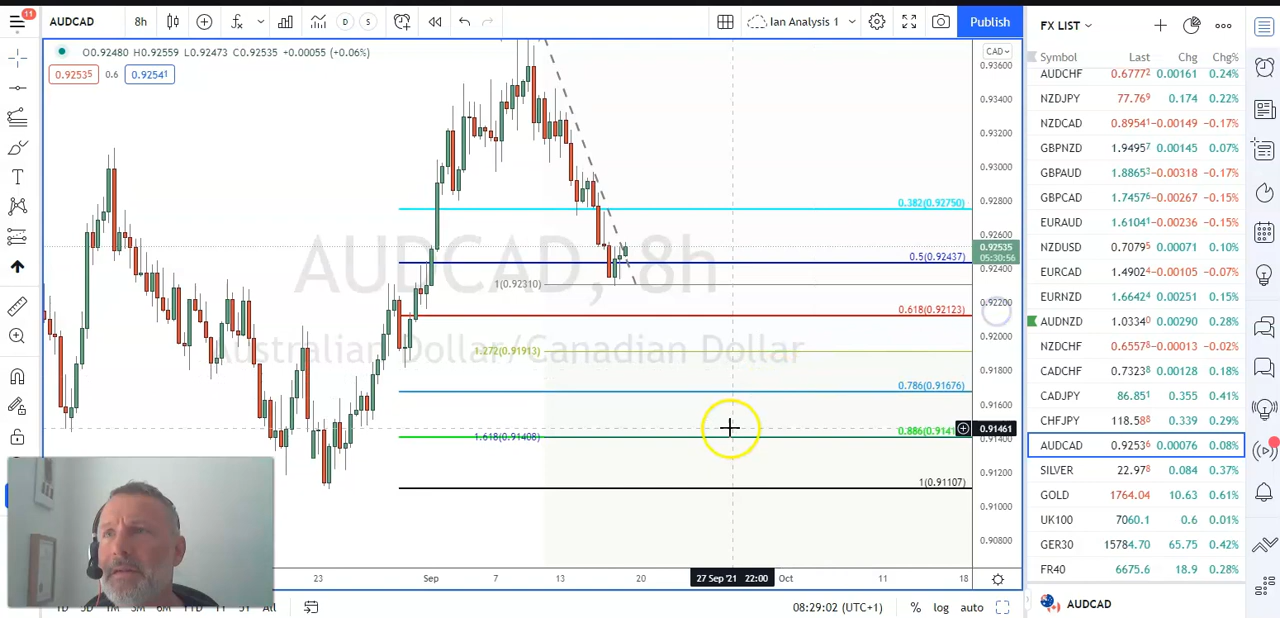 11
AUDCAD
8h
D
S
Ian Analysis 1
Publish
FX LIST
O0.92480 H0.92559 L0.92473 C0.92535 +0.00055 (+0.06%)
0.92535
0.6
0.92541
CAD
Symbol Last Chg Chg%
AUDCHF 0.6777² 0.00161 0.24%
NZDJPY 77.76⁹ 0.174 0.22%
NZDCAD 0.8954¹ −0.00149 −0.17%
GBPNZD 1.9495⁷ 0.00145 0.07%
GBPAUD 1.8865³ −0.00318 −0.17%
GBPCAD 1.7457⁶ −0.00267 −0.15%
EURAUD 1.6104¹ −0.00236 −0.15%
NZDUSD 0.7079⁵ 0.00071 0.10%
EURCAD 1.4902⁴ −0.00105 −0.07%
EURNZD 1.6642⁴ 0.00251 0.15%
AUDNZD 1.0334⁰ 0.00290 0.28%
NZDCHF 0.6557⁸ −0.00013 −0.02%
CADCHF 0.7323⁸ 0.00128 0.18%
CADJPY 86.85¹ 0.355 0.41%
CHFJPY 118.58⁸ 0.339 0.29%
AUDCAD 0.9253⁶ 0.00076 0.08%
SILVER 22.97⁸ 0.084 0.37%
GOLD 1764.04 10.63 0.61%
UK100 7060.1 0.6 0.01%
GER30 15784.70 65.75 0.42%
FR40 6675.6 18.9 0.28%
AUDCAD
0.93600
0.93400
0.93200
0.93000
0.92800
0.92600
0.92535
05:30:56
0.92400
0.92200
0.92000
0.91800
0.91600
0.91461
0.91400
0.91200
0.91000
0.90800
AUDCAD, 8h
Australian Dollar/Canadian Dollar
0.382(0.92750)
0.5(0.92437)
1(0.92310)
0.618(0.92123)
1.272(0.91913)
0.786(0.91676)
1.618(0.91408)
0.886(0.9141
1(0.91107)
23 Sep 7 13 20 27 Sep '21 22:00 Oct 11 18
All
08:29:02 (UTC+1)
% log auto